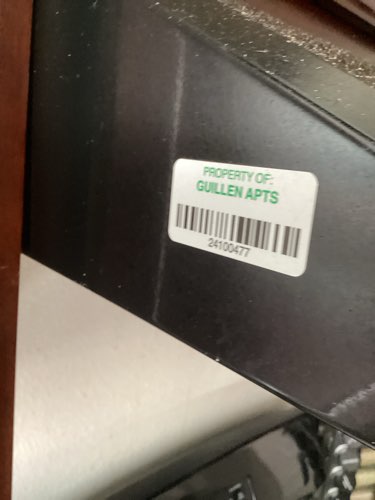 PROPERTY OF:
GUILLEN APTS
24100477